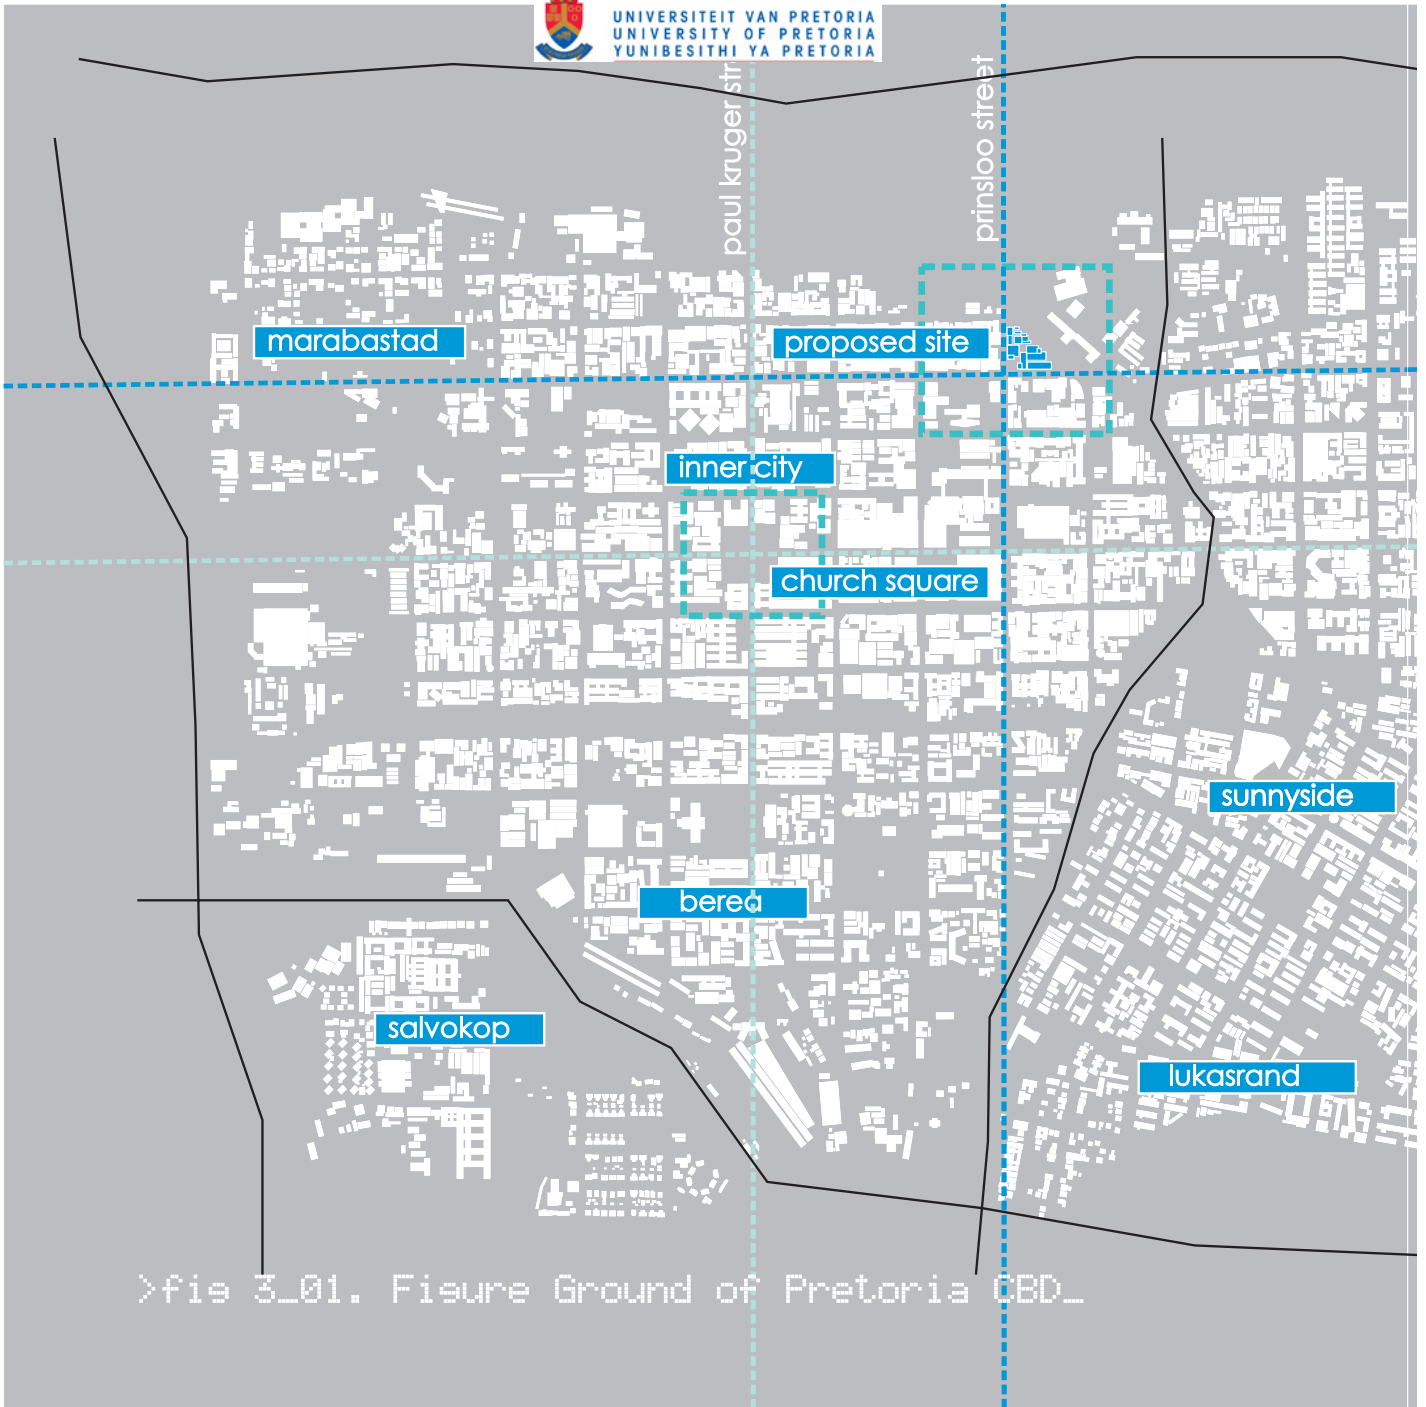 UNIVERSITEIT VAN PRETORIA
UNIVERSITY OF PRETORIA
YUNIBESITHI YA PRETORIA
paul kruger str
prinsloo street
marabastad
proposed site
inner city
church square
sunnyside
berea
salvokop
lukasrand
>fig 3_01. Figure Ground of Pretoria CBD_